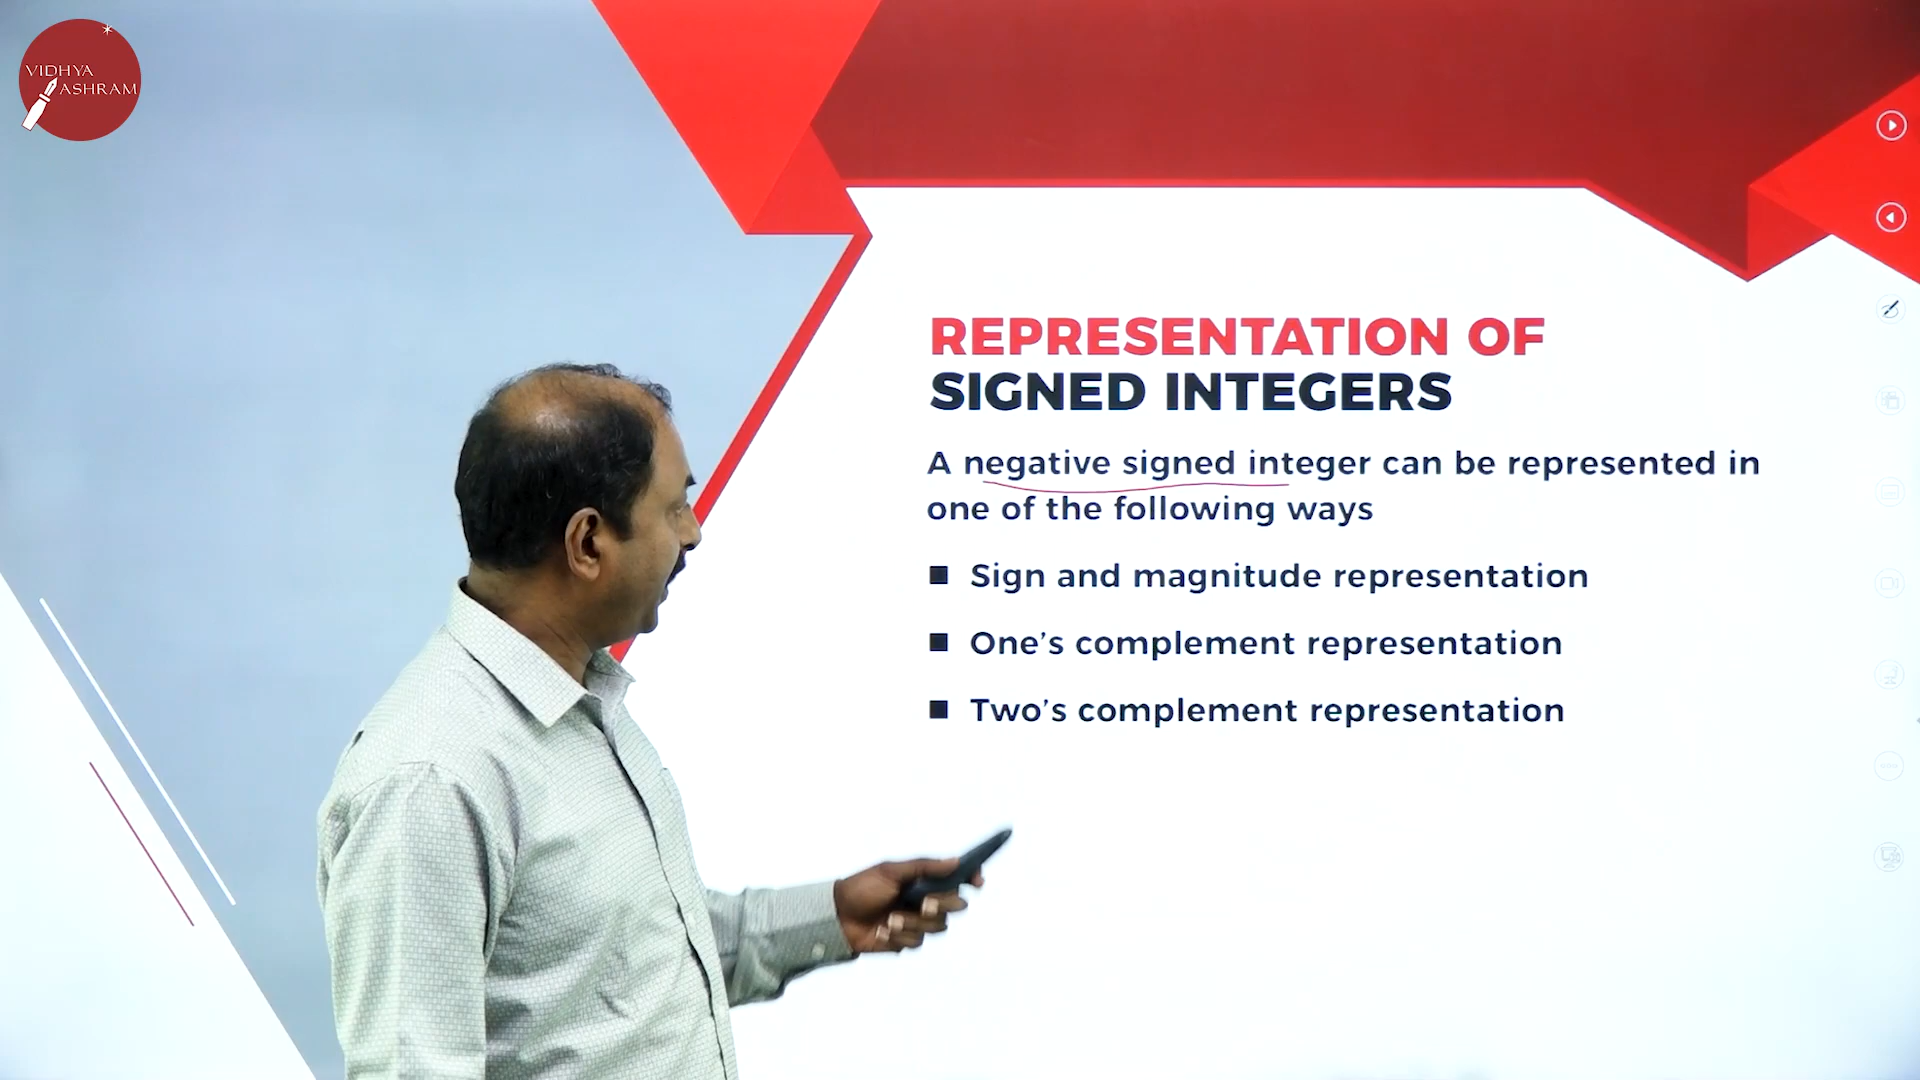 VIDHYA
ASHRAM
REPRESENTATION OF
SIGNED INTEGERS
A negative signed integer can be represented in
one of the following ways
■ Sign and magnitude representation
■ One's complement representation
■ Two's complement representation